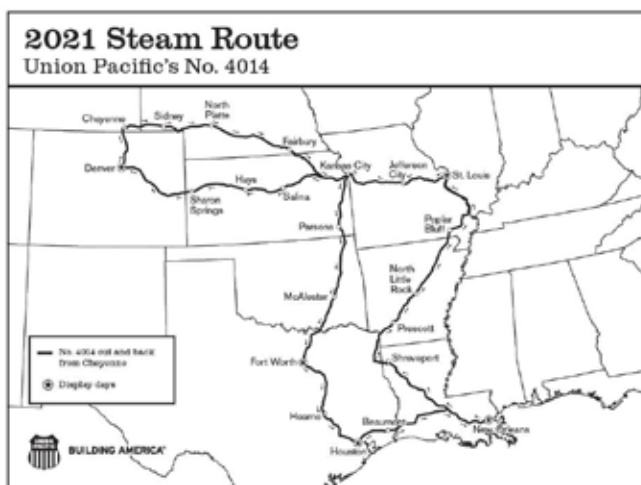 2021 Steam Route
Union Pacific's No. 4014
Cheyenne
Sidney
North
Platte
Fairbury
Denver
Sharon
Springs
Hays
Salina
Kansas City
Jefferson
City
St. Louis
Parsons
Poplar
Bluff
McAlester
North
Little
Rock
Prescott
Fort Worth
Shreveport
Hearne
Beaumont
Houston
New Orleans
No. 4014 out and back
from Cheyenne
Display days
UNION
PACIFIC
BUILDING AMERICA®